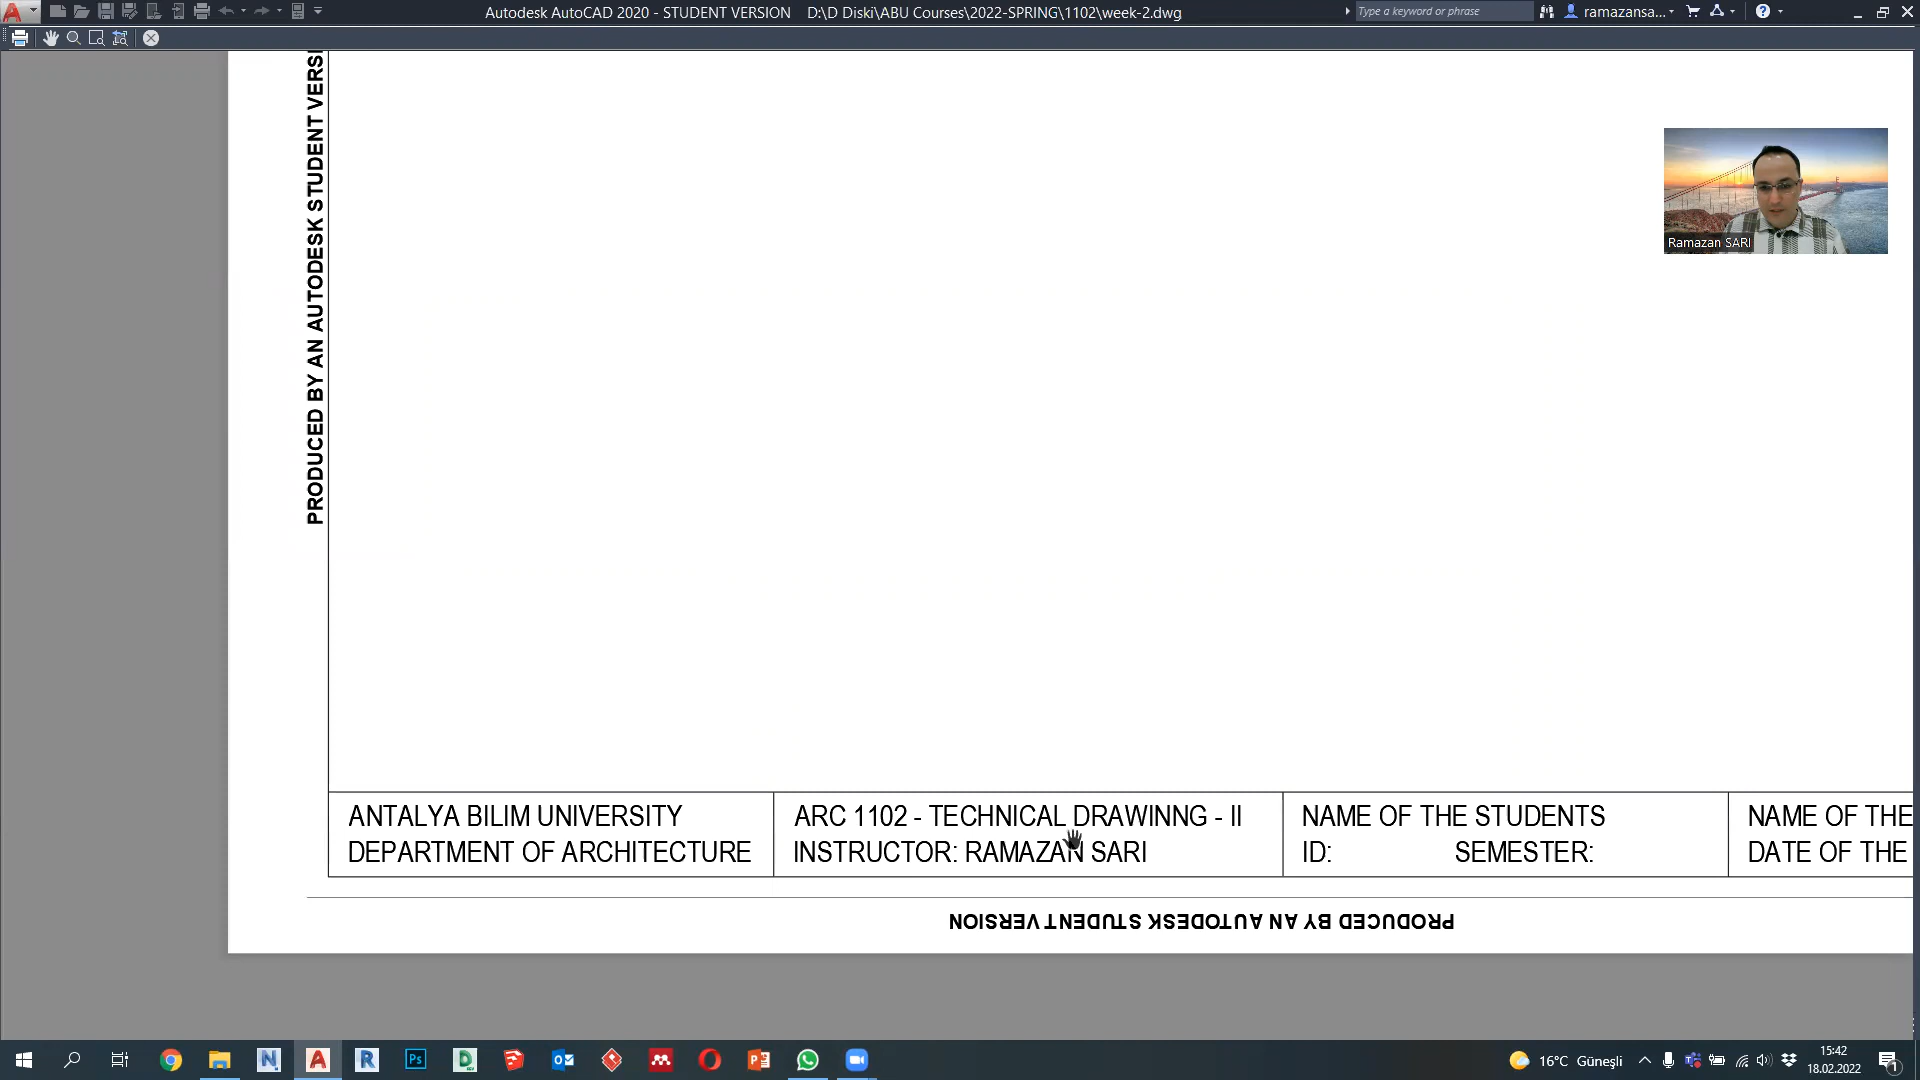 Autodesk AutoCAD 2020 - STUDENT VERSION D:\D Diski\ABU Courses\2022-SPRING\1102\week-2.dwg
Type a keyword or phrase
ramazansa...
PRODUCED BY AN AUTODESK STUDENT VERSI
Ramazan SARI
ANTALYA BILIM UNIVERSITY
DEPARTMENT OF ARCHITECTURE
ARC 1102 - TECHNICAL DRAWINNG - II
INSTRUCTOR: RAMAZAN SARI
NAME OF THE STUDENTS
ID: SEMESTER:
NAME OF THE
DATE OF THE
PRODUCED BY AN AUTODESK STUDENT VERSION
16°C Güneşli
15:42
18.02.2022
1